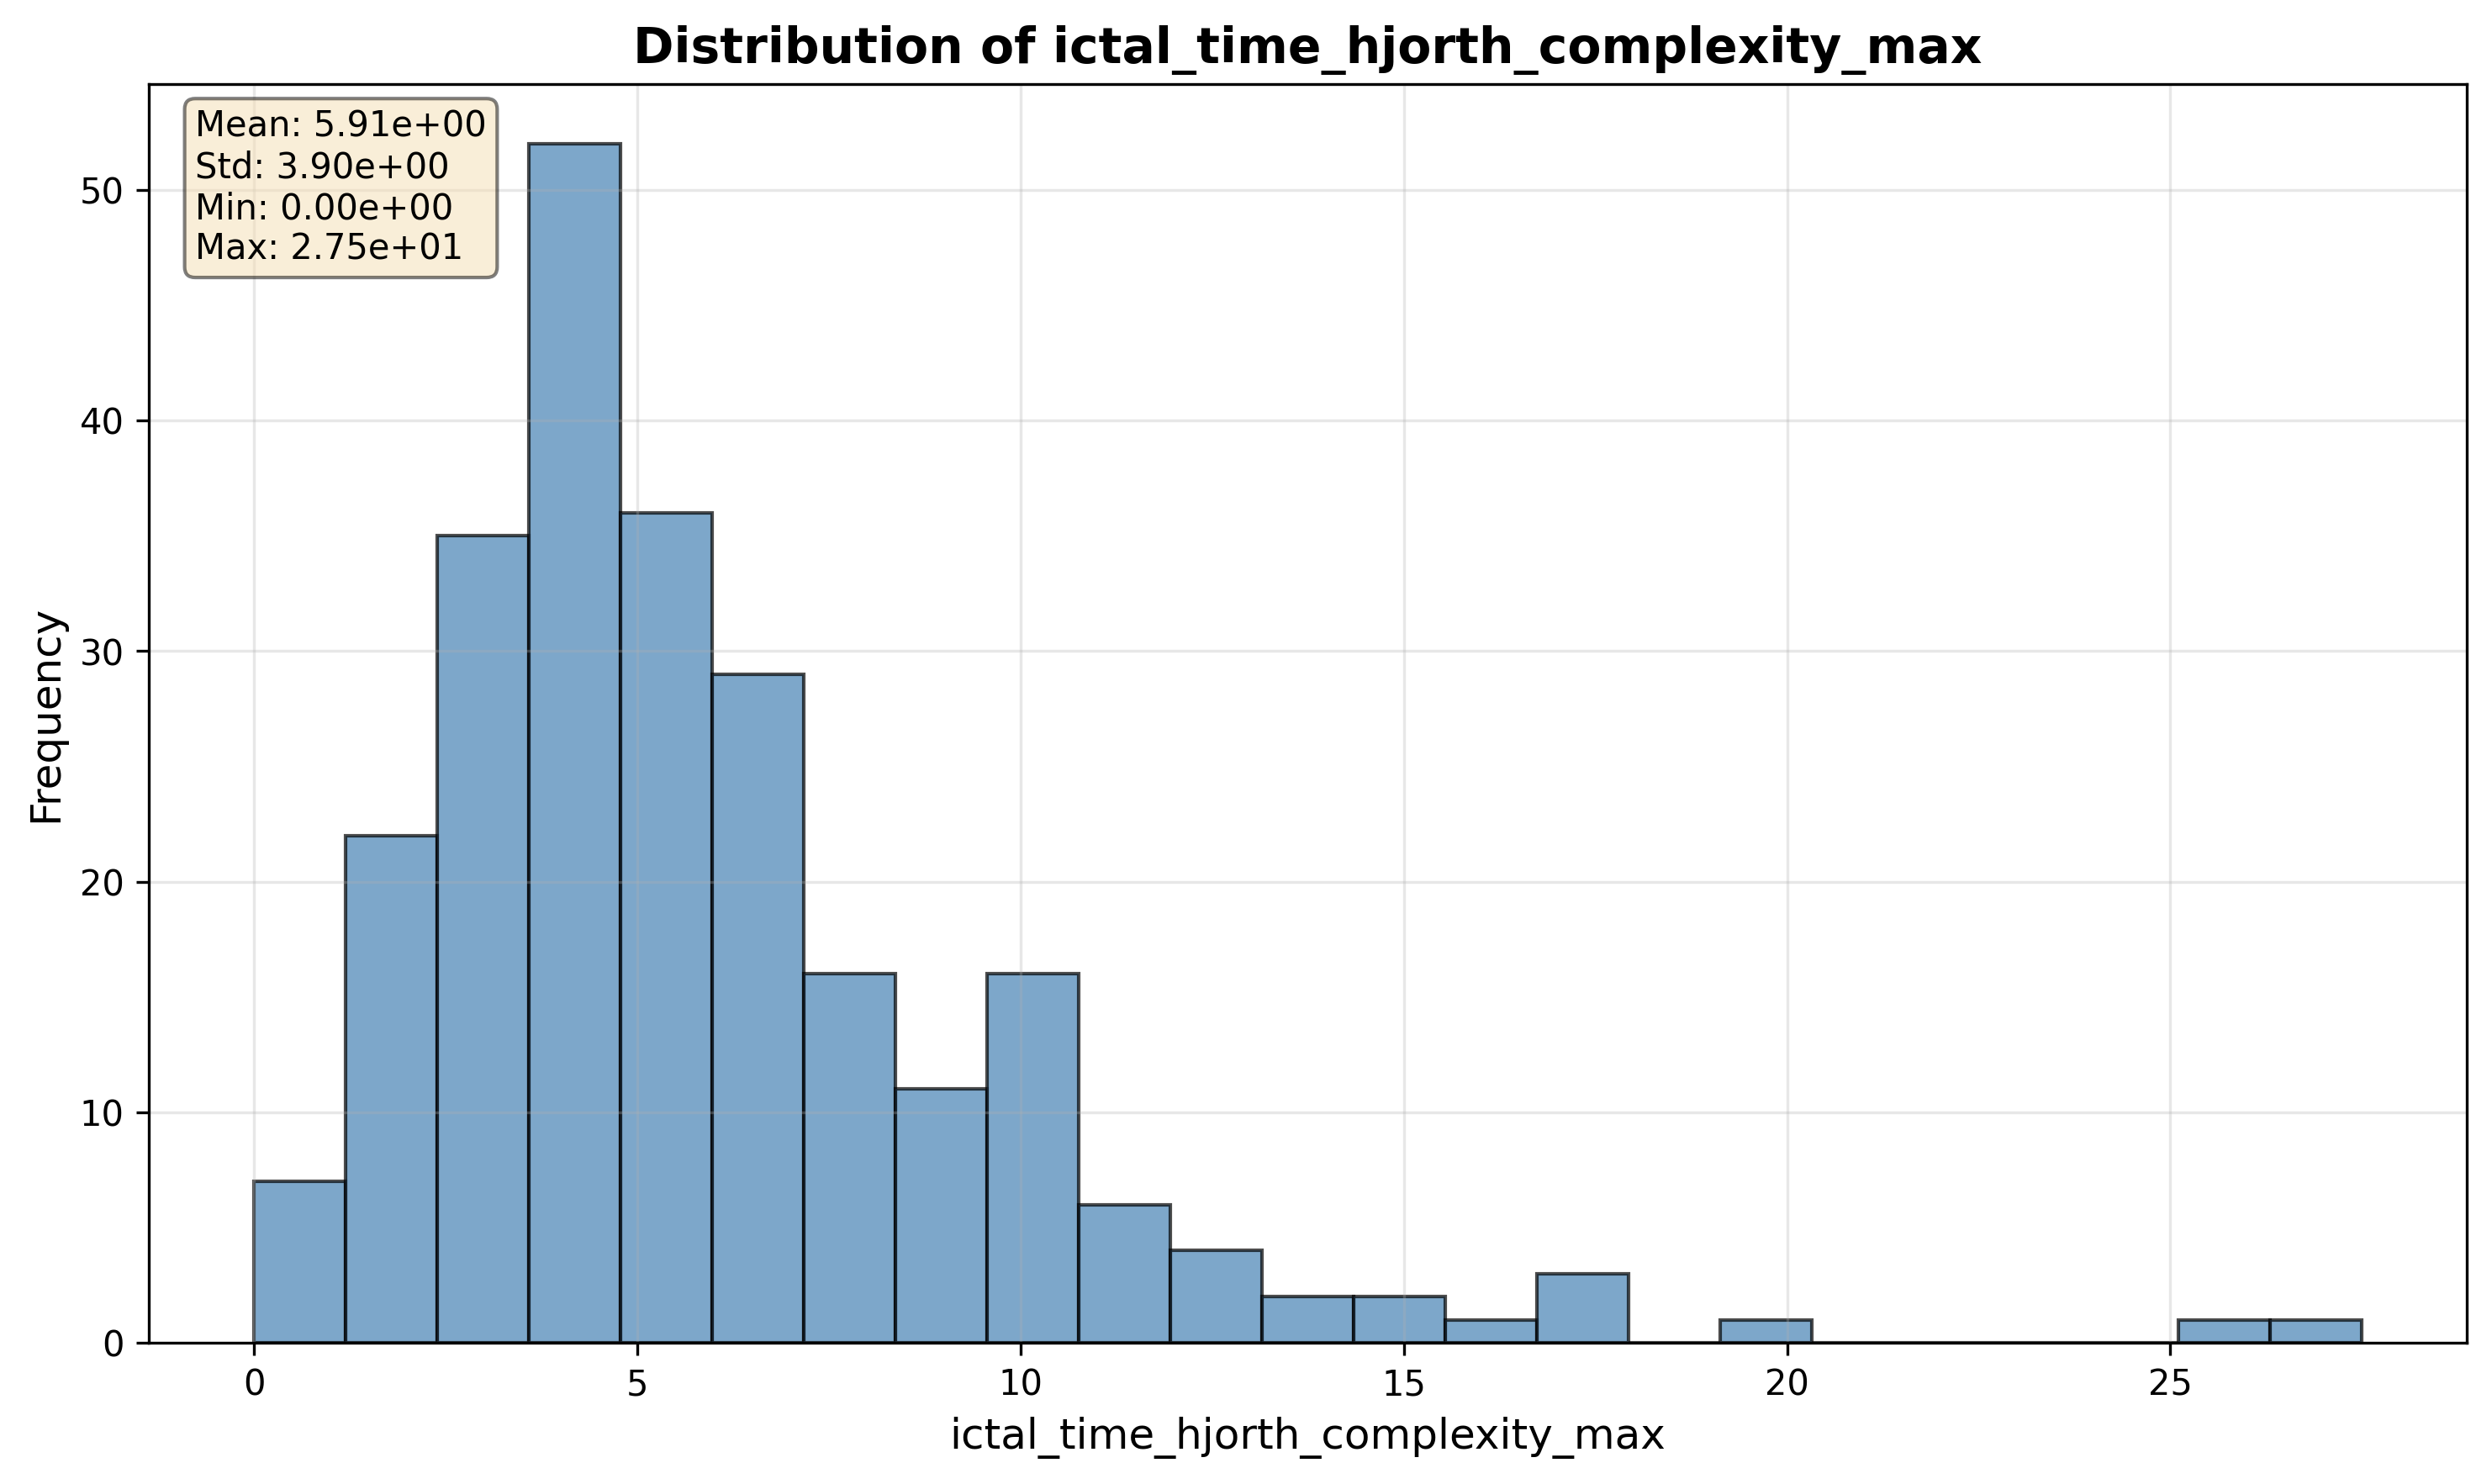 Distribution of ictal_time_hjorth_complexity_max
Mean: 5.91e+00
Std: 3.90e+00
Min: 0.00e+00
Max: 2.75e+01
50
40
30
20
10
0
Frequency
0 5 10 15 20 25
ictal_time_hjorth_complexity_max